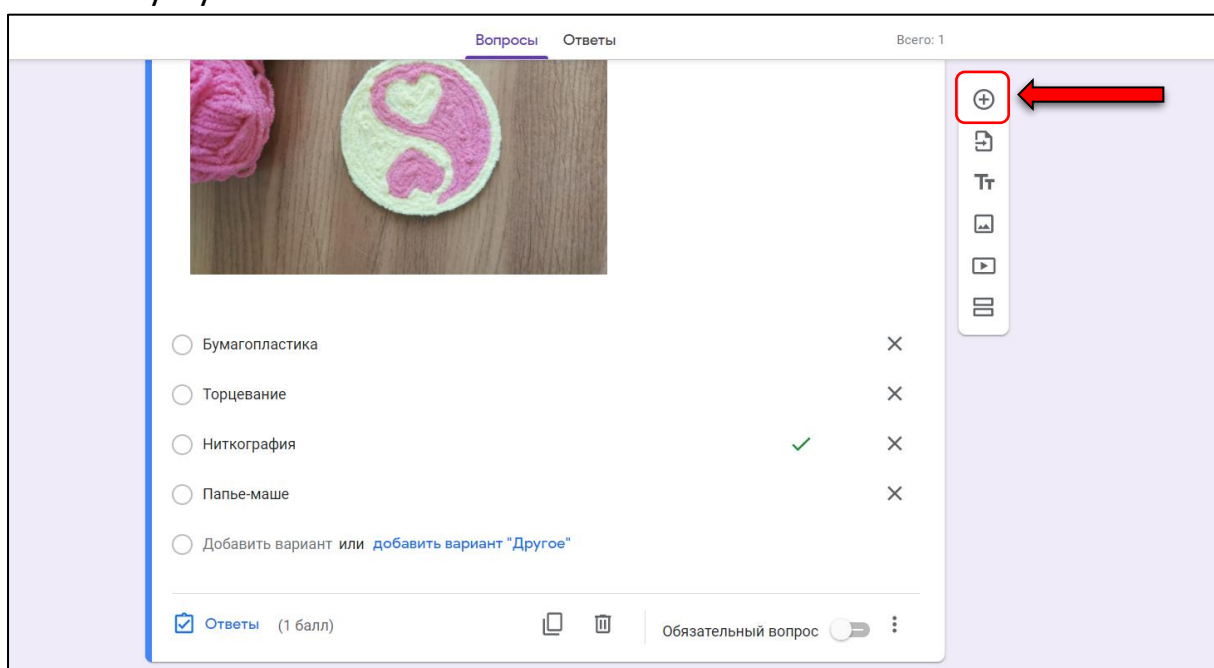 Вопросы Ответы Всего: 1
Тт
Бумагопластика
Торцевание
Ниткография
Папье-маше
Добавить вариант или добавить вариант "Другое"
Ответы (1 балл) Обязательный вопрос